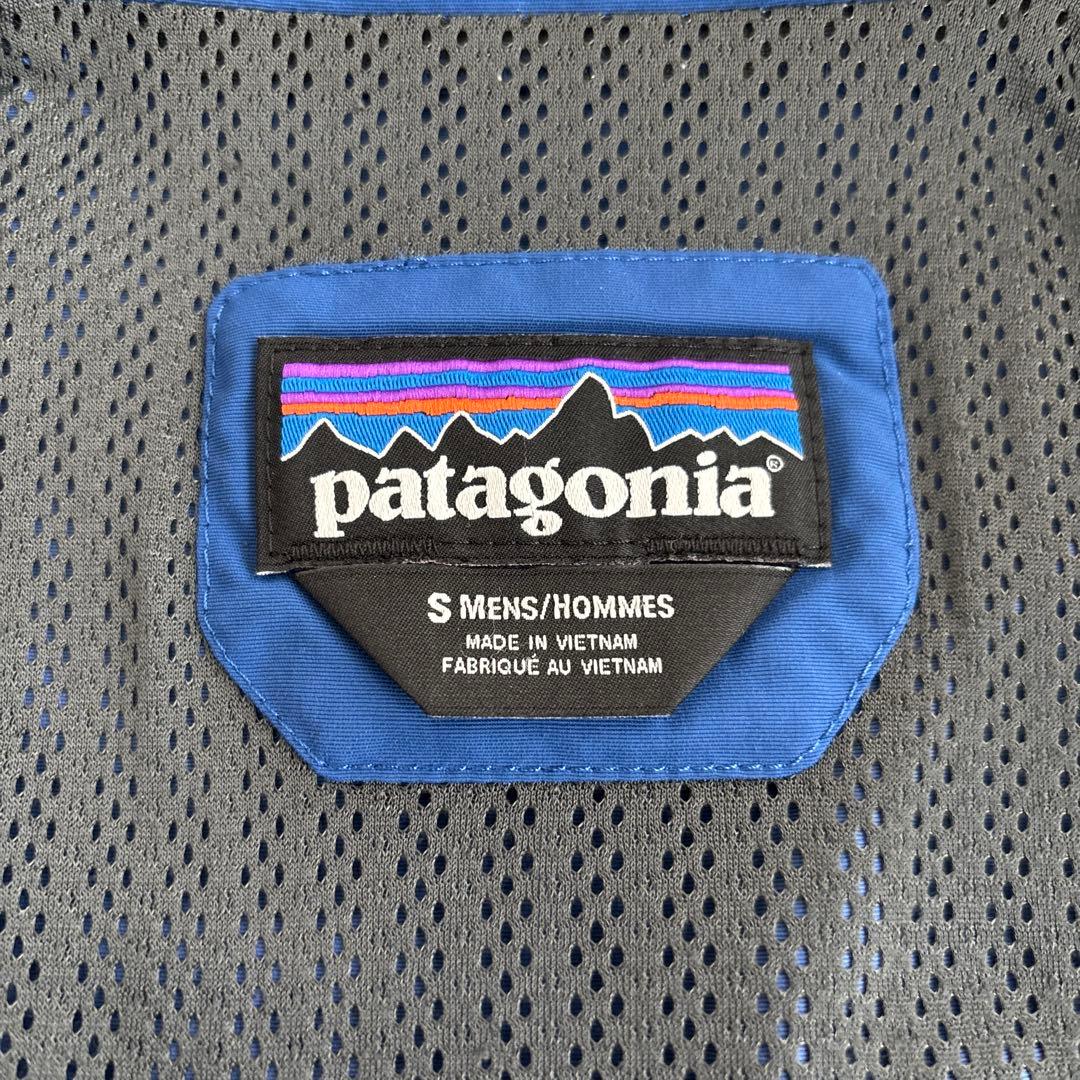 patagonia®
S MENS/HOMMES
MADE IN VIETNAM
FABRIQUÉ AU VIETNAM